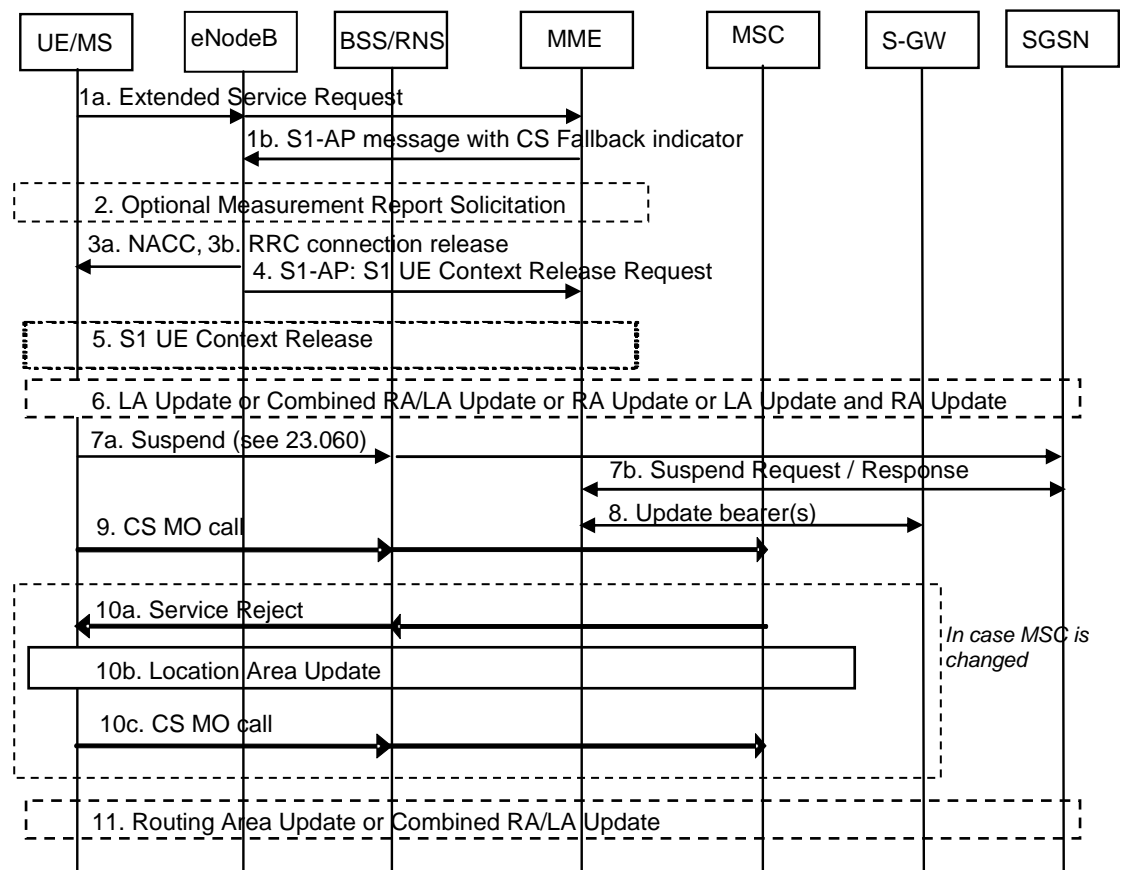 UE/MS
eNodeB
BSS/RNS
MME
MSC
S-GW
SGSN
1a. Extended Service Request
1b. S1-AP message with CS Fallback indicator
2. Optional Measurement Report Solicitation
3a. NACC, 3b. RRC connection release
4. S1-AP: S1 UE Context Release Request
5. S1 UE Context Release
6. LA Update or Combined RA/LA Update or RA Update or LA Update and RA Update
7a. Suspend (see 23.060)
7b. Suspend Request / Response
8. Update bearer(s)
9. CS MO call
10a. Service Reject
In case MSC is
changed
10b. Location Area Update
10c. CS MO call
11. Routing Area Update or Combined RA/LA Update